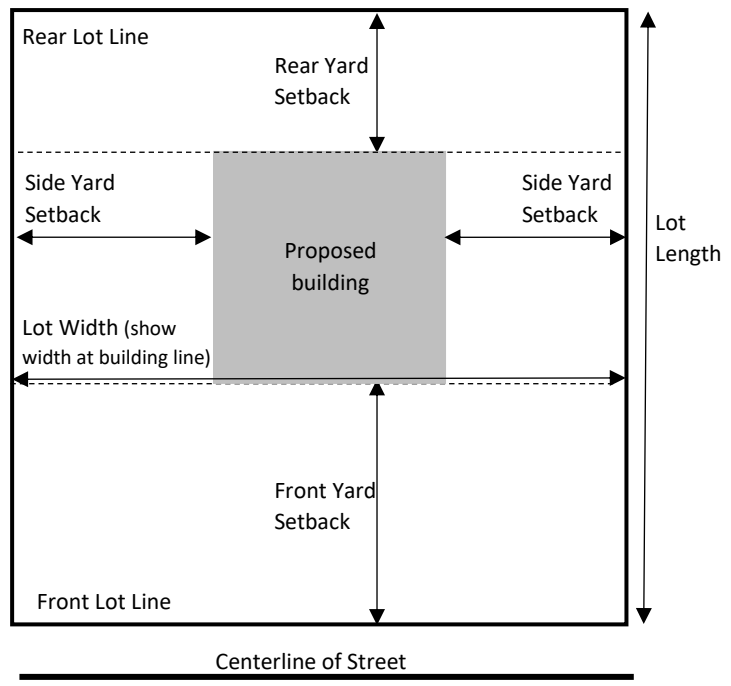 Rear Lot Line
Rear Yard
Setback
Side Yard
Setback
Side Yard
Setback
Proposed
building
Lot
Length
Lot Width (show
width at building line)
Front Yard
Setback
Front Lot Line
Centerline of Street